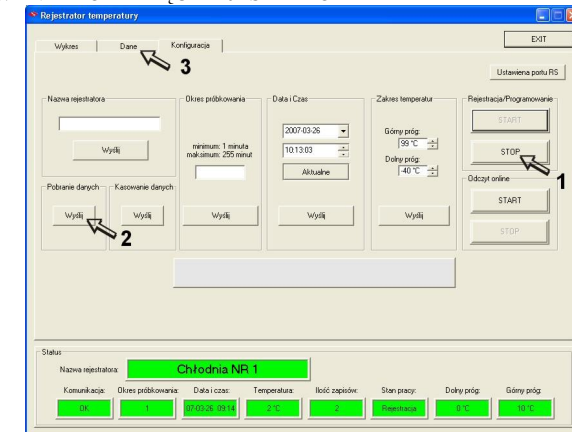 Rejestrator temperatury
EXIT
Wykres
Dane
Konfiguracja
3
Ustawiena portu RS
Nazwa rejestratora
Okres próbkowania
Data i Czas
Zakres temperatur
Rejestracja/Programowanie
Wyślij
minimum: 1 minuta
maksimum: 255 minut
2007-03-26
10:13:03
Aktualne
Górny próg:
99 °C
Dolny próg:
-40 °C
START
STOP
1
Pobranie danych
Kasowanie danych
Odczyt online
Wyślij
Wyślij
Wyślij
Wyślij
Wyślij
START
STOP
2
Status
Nazwa rejestratora:
Chłodnia NR 1
Komunikacja:
Okres próbkowania:
Data i czas:
Temperatura:
Ilość zapisów:
Stan pracy:
Dolny próg:
Górny próg:
OK
1
07-03-26 09:14
2 °C
2
Rejestracja
0 °C
10 °C